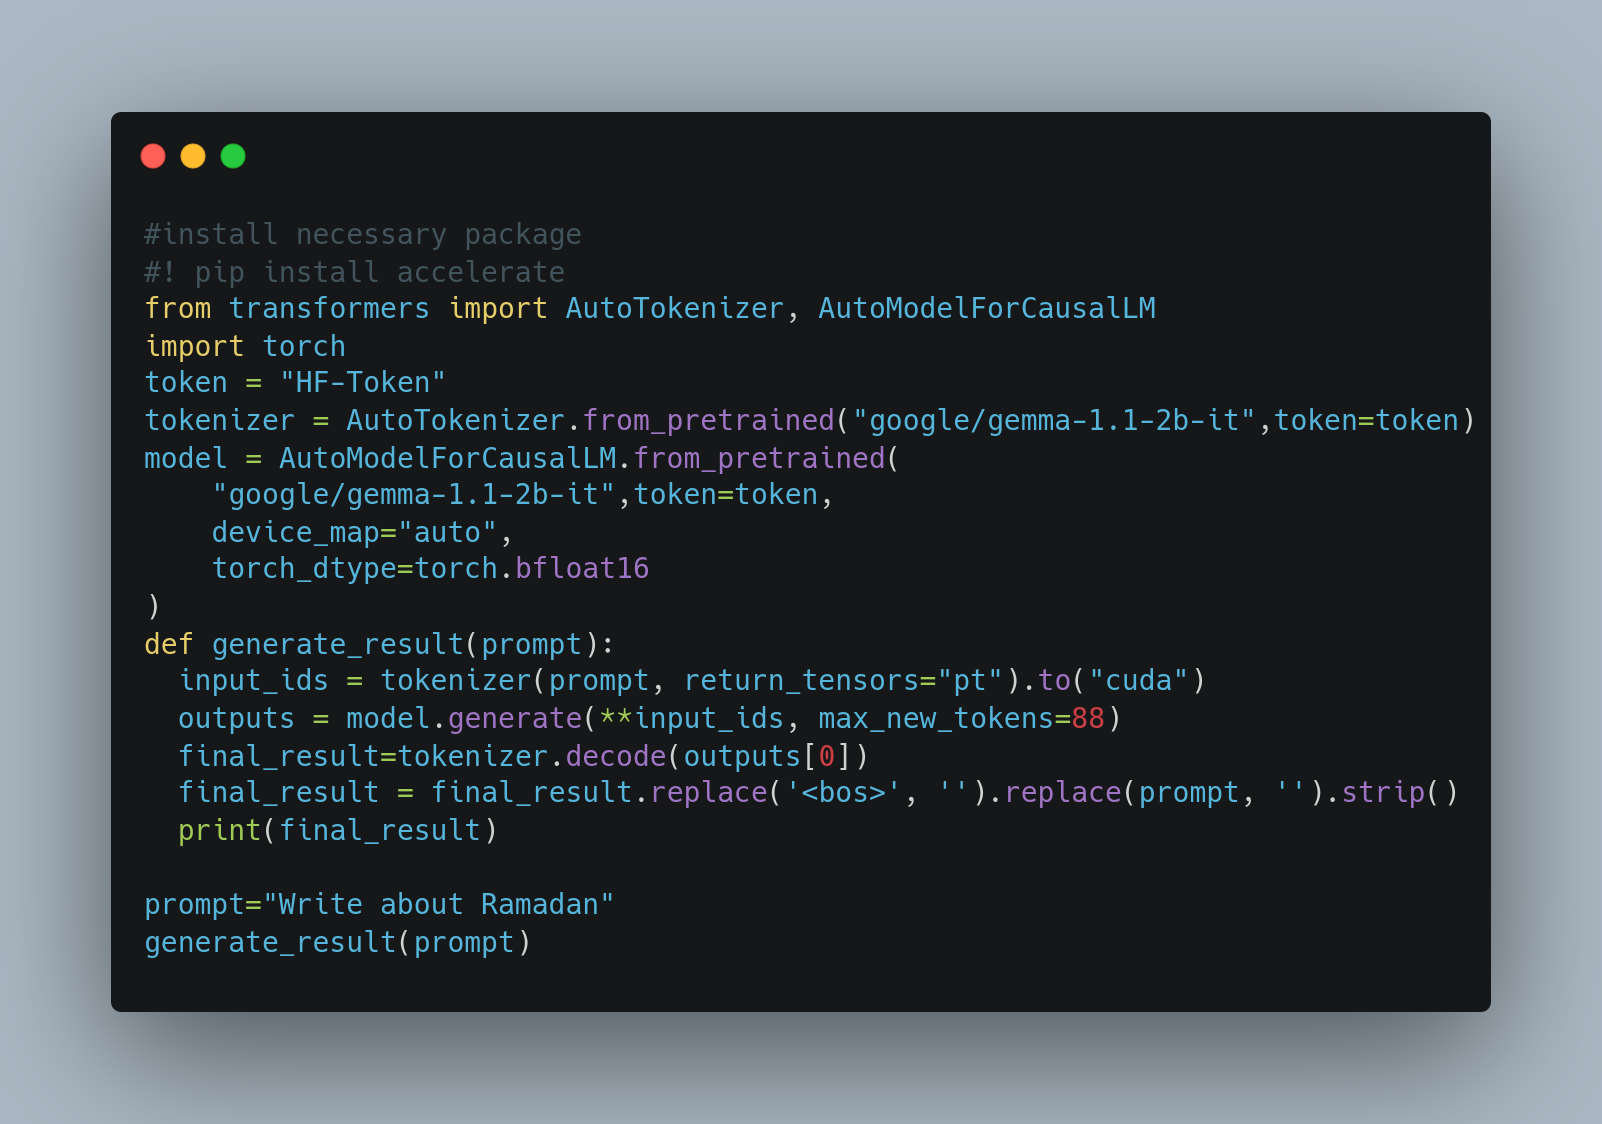 #install necessary package
#! pip install accelerate
from transformers import AutoTokenizer, AutoModelForCausalLM
import torch
token = "HF-Token"
tokenizer = AutoTokenizer.from_pretrained("google/gemma-1.1-2b-it",token=token)
model = AutoModelForCausalLM.from_pretrained(
    "google/gemma-1.1-2b-it",token=token,
    device_map="auto",
    torch_dtype=torch.bfloat16
)
def generate_result(prompt):
  input_ids = tokenizer(prompt, return_tensors="pt").to("cuda")
  outputs = model.generate(**input_ids, max_new_tokens=88)
  final_result=tokenizer.decode(outputs[0])
  final_result = final_result.replace('<bos>', '').replace(prompt, '').strip()
  print(final_result)

prompt="Write about Ramadan"
generate_result(prompt)